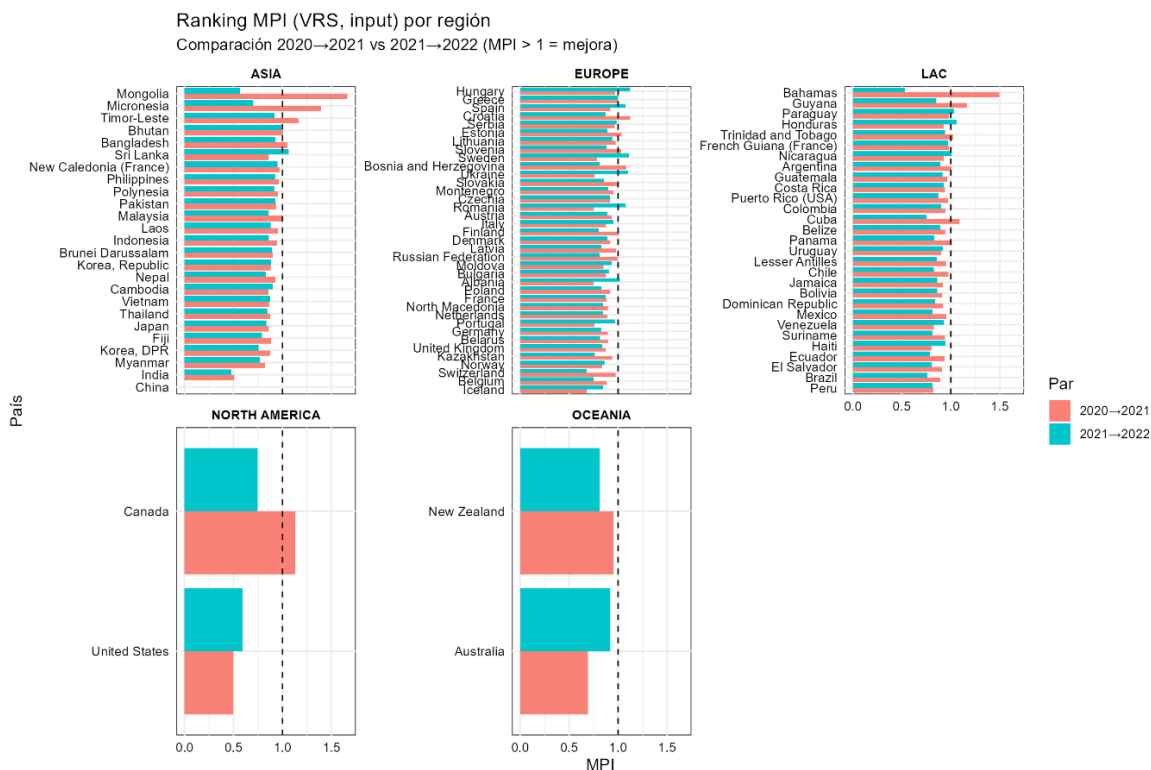 Ranking MPI (VRS, input) por región
Comparación 2020→2021 vs 2021→2022 (MPI > 1 = mejora)
País
ASIA
Mongolia
Micronesia
Timor-Leste
Bhutan
Bangladesh
Sri Lanka
New Caledonia (France)
Philippines
Polynesia
Pakistan
Malaysia
Laos
Indonesia
Brunei Darussalam
Korea, Republic
Nepal
Cambodia
Vietnam
Thailand
Japan
Fiji
Korea, DPR
Myanmar
India
China
EUROPE
Hungary
Greece
Spain
Croatia
Serbia
Estonia
Lithuania
Slovenia
Sweden
Bosnia and Herzegovina
Ukraine
Slovakia
Montenegro
Czechia
Romania
Austria
Italy
Finland
Denmark
Latvia
Russian Federation
Moldova
Bulgaria
Albania
Poland
France
North Macedonia
Netherlands
Portugal
Germany
Belarus
United Kingdom
Kazakhstan
Norway
Switzerland
Belgium
Iceland
LAC
Bahamas
Guyana
Paraguay
Honduras
Trinidad and Tobago
French Guiana (France)
Nicaragua
Argentina
Guatemala
Costa Rica
Puerto Rico (USA)
Colombia
Cuba
Belize
Panama
Uruguay
Lesser Antilles
Chile
Jamaica
Bolivia
Dominican Republic
Mexico
Venezuela
Suriname
Haiti
Ecuador
El Salvador
Brazil
Peru
0.0 0.5 1.0 1.5
NORTH AMERICA
Canada
United States
0.0 0.5 1.0 1.5
OCEANIA
New Zealand
Australia
0.0 0.5 1.0 1.5
MPI
Par
2020→2021
2021→2022